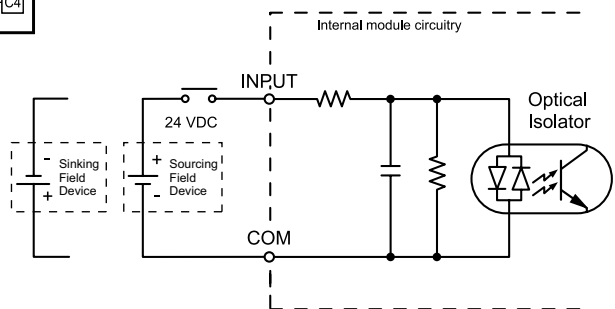 C4
Internal module circuitry
INPUT
24 VDC
Optical
Isolator
- Sinking
Field
+ Device
+ Sourcing
Field
- Device
COM